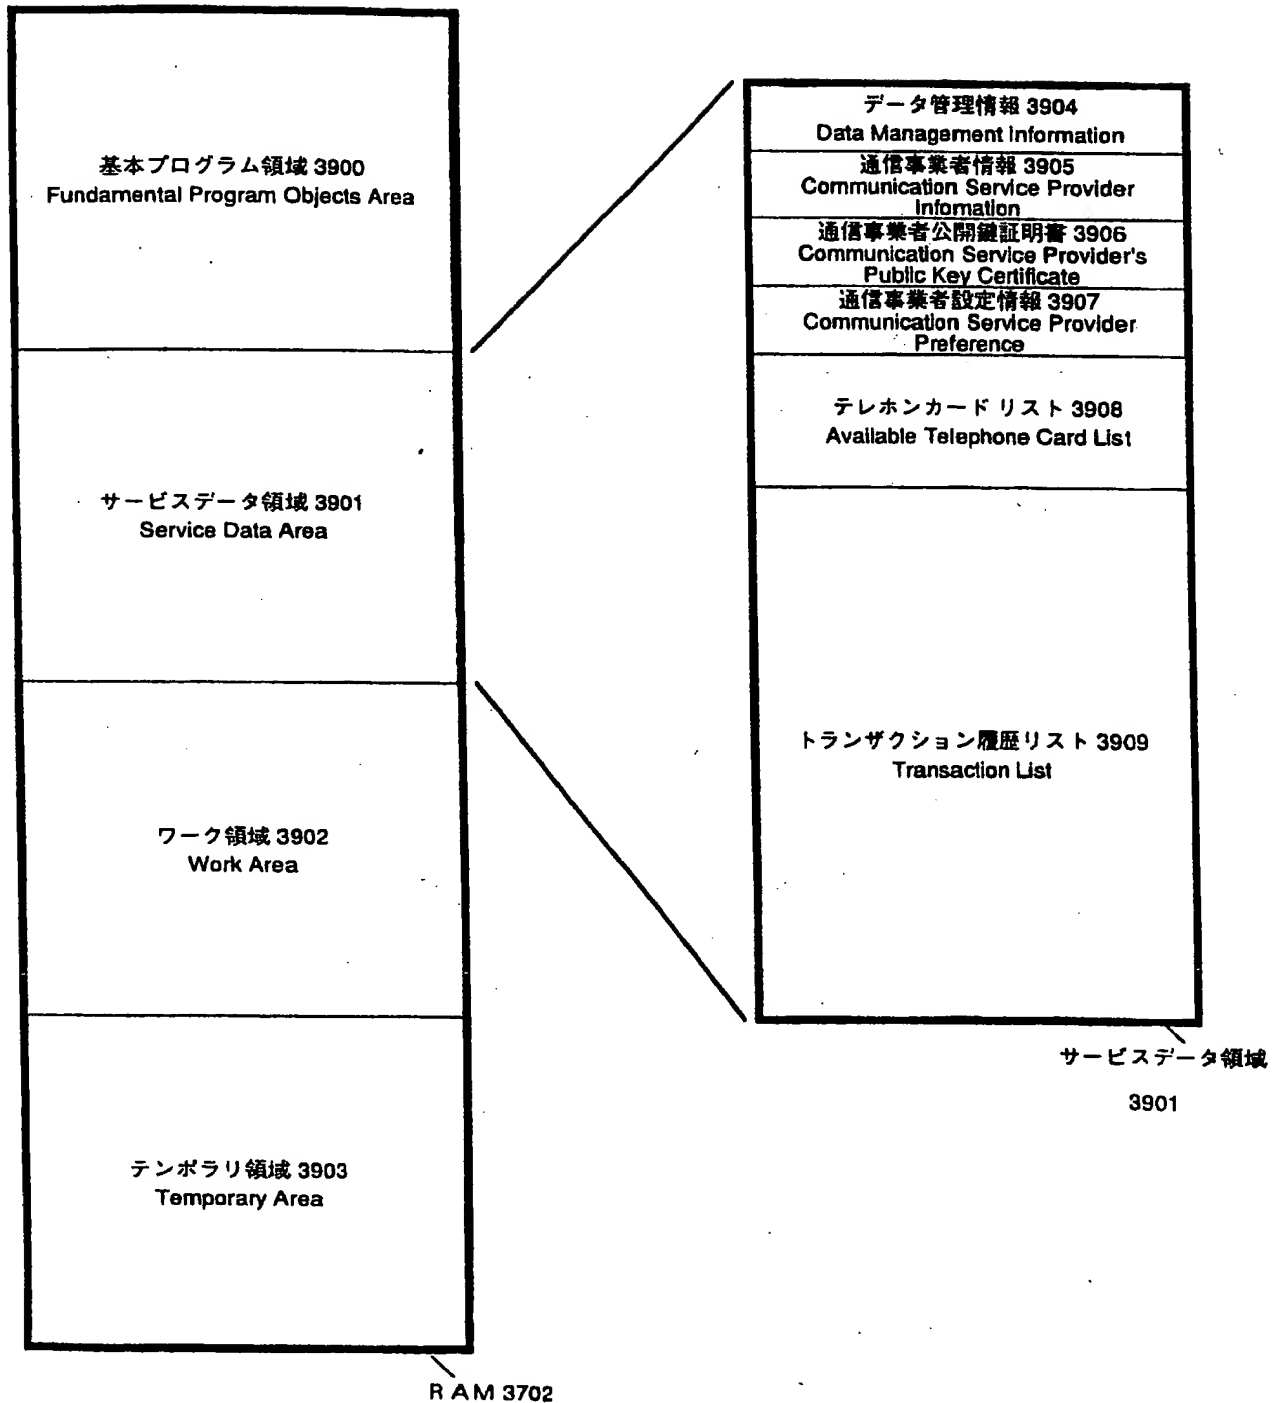 基本プログラム領域 3900
Fundamental Program Objects Area
サービスデータ領域 3901
Service Data Area
ワーク領域 3902
Work Area
テンポラリ領域 3903
Temporary Area
RAM 3702
データ管理情報 3904
Data Management Information
通信事業者情報 3905
Communication Service Provider
Infomation
通信事業者公開鍵証明書 3906
Communication Service Provider's
Public Key Certificate
通信事業者設定情報 3907
Communication Service Provider
Preference
テレホンカード リスト 3908
Available Telephone Card List
トランザクション履歴リスト 3909
Transaction List
サービスデータ領域
3901